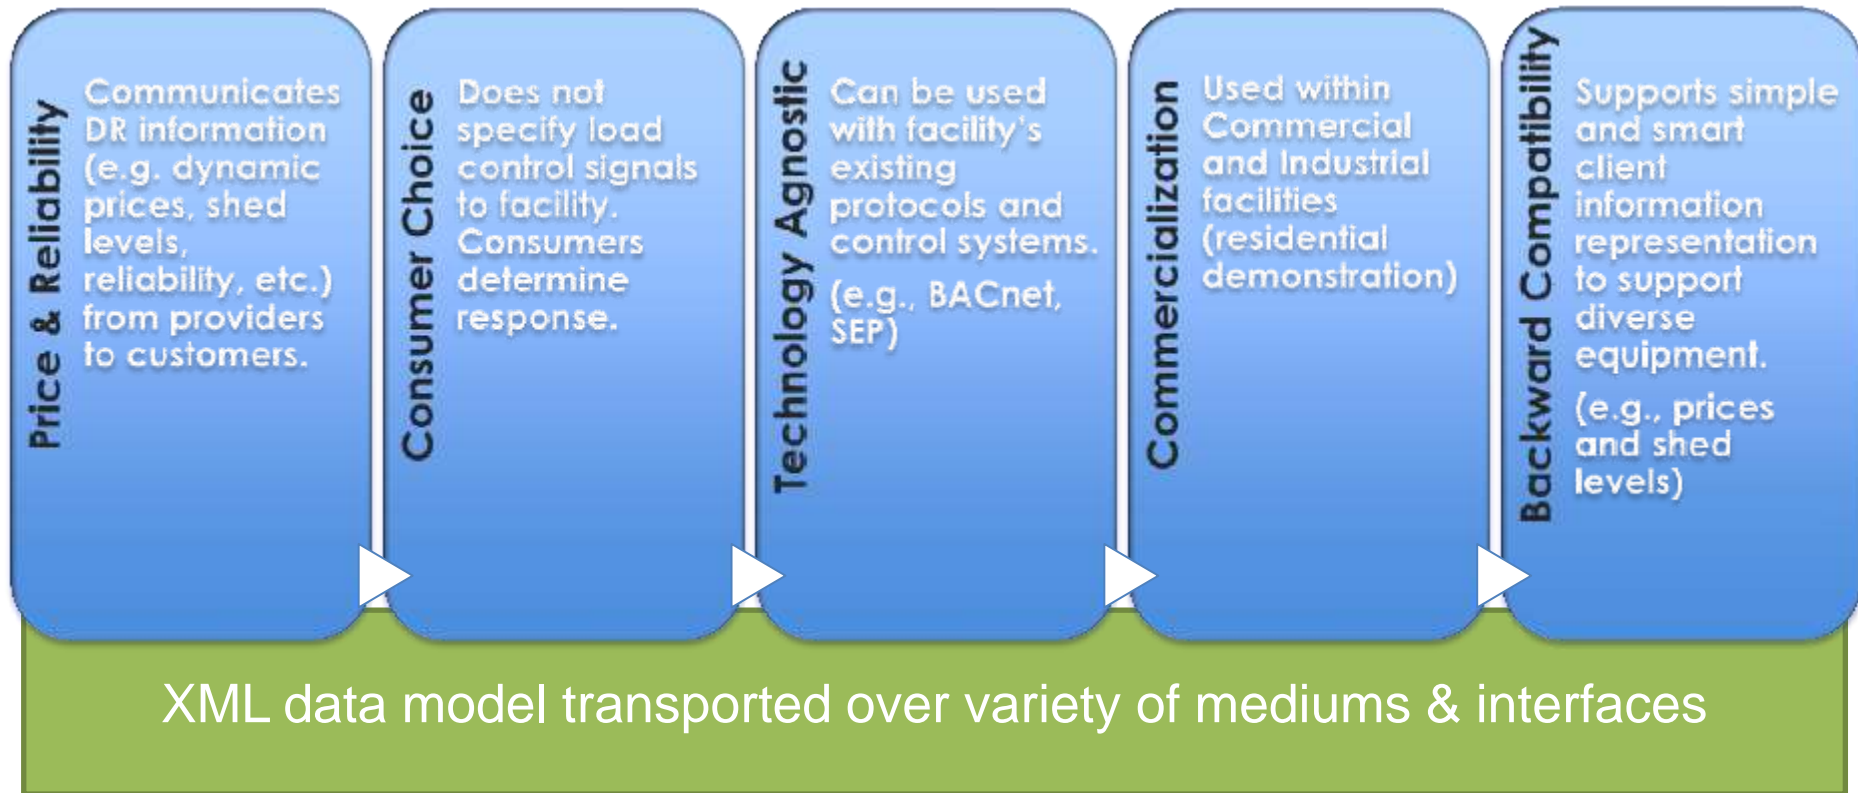 Price & Reliability
Communicates
DR information
(e.g. dynamic
prices, shed
levels,
reliability, etc.)
from providers
to customers.
Consumer Choice
Does not
specify load
control signals
to facility.
Consumers
determine
response.
Technology Agnostic
Can be used
with facility's
existing
protocols and
control systems.
(e.g., BACnet,
SEP)
Commercialization
Used within
Commercial
and Industrial
facilities
(residential
demonstration)
Backward Compatibility
Supports simple
and smart
client
information
representation
to support
diverse
equipment.
(e.g., prices
and shed
levels)
XML data model transported over variety of mediums & interfaces